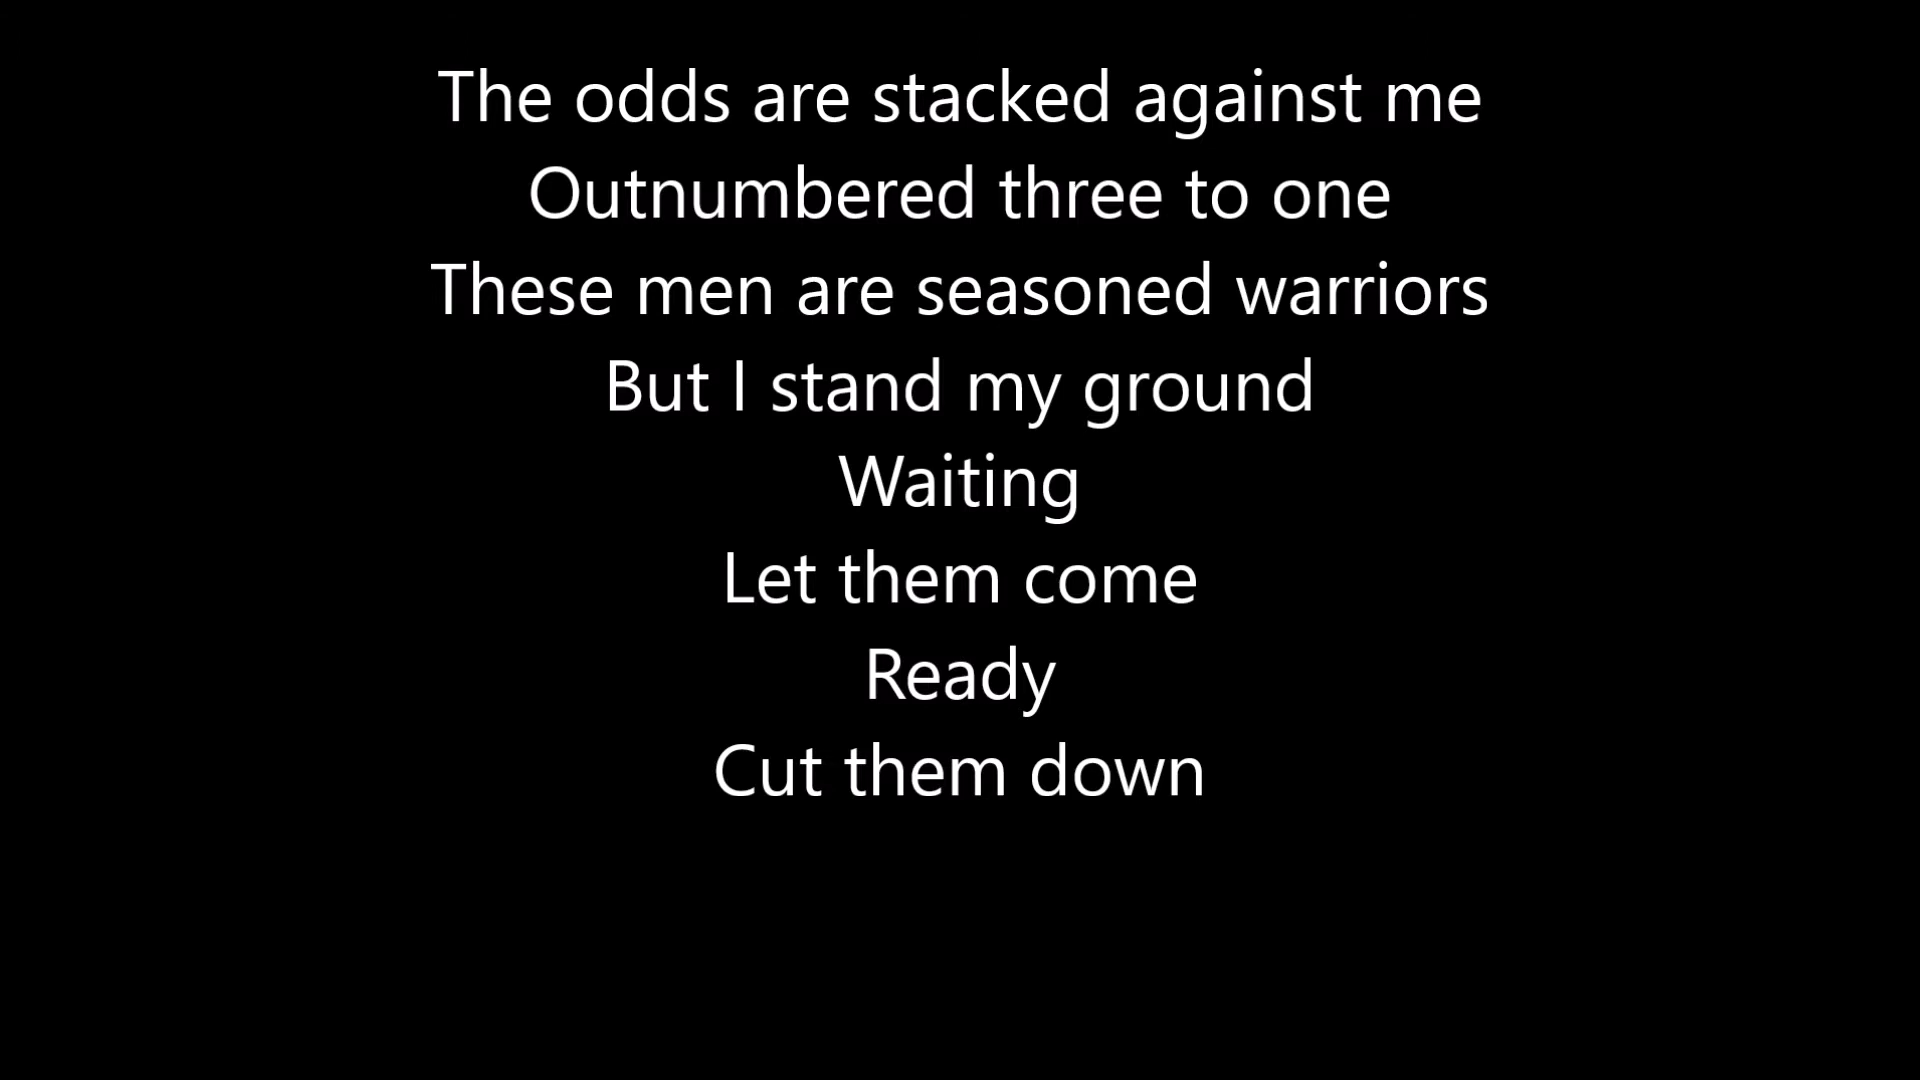 The odds are stacked against me
Outnumbered three to one
These men are seasoned warriors
But I stand my ground
Waiting
Let them come
Ready
Cut them down